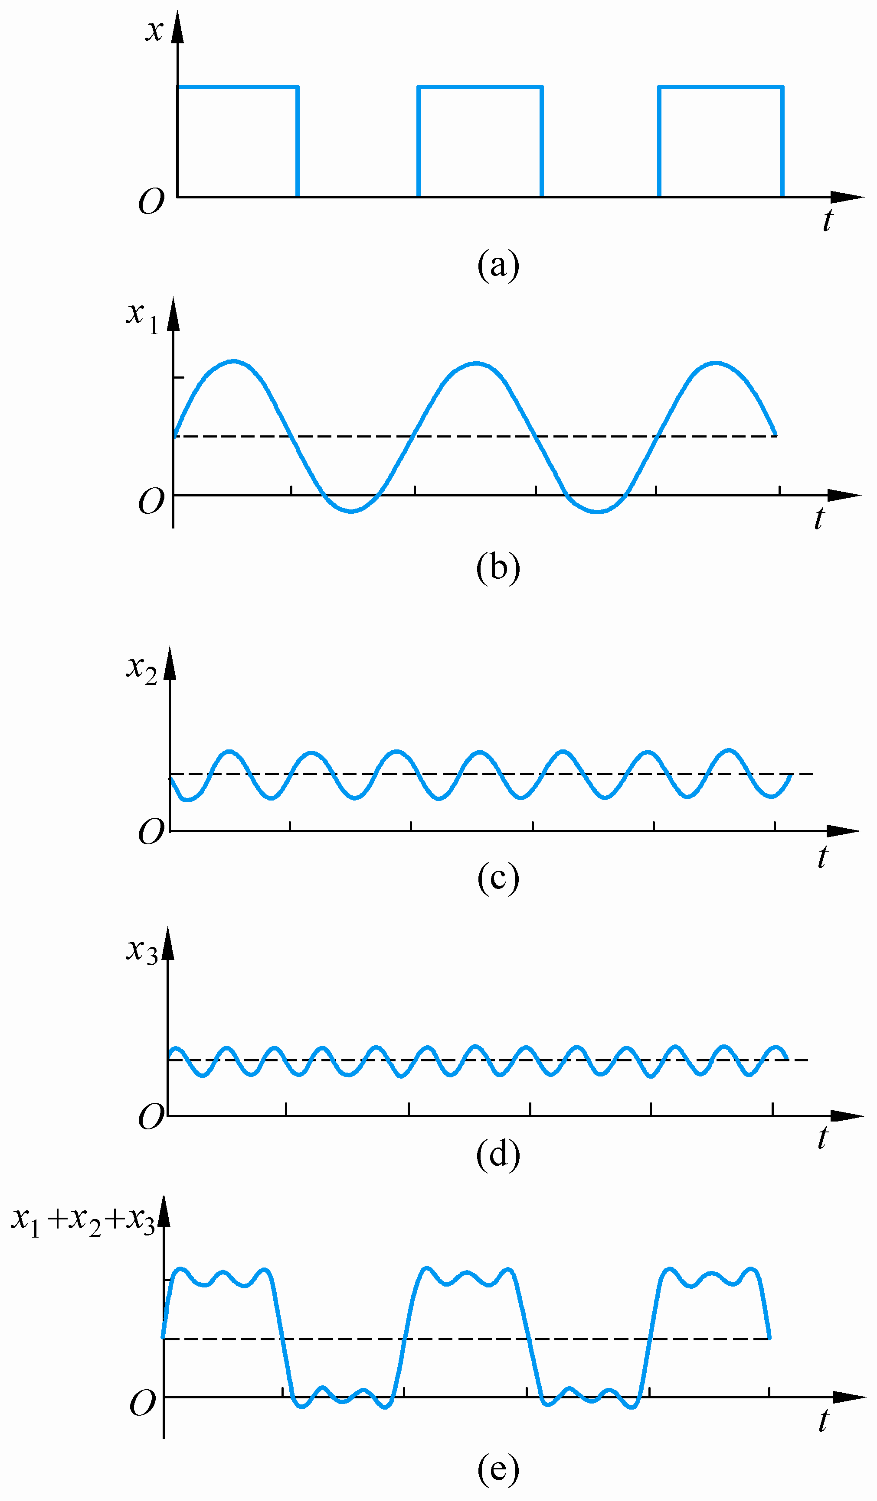 x
O
t
(a)
x₁
O
t
(b)
x₂
O
t
(c)
x₃
O
t
(d)
x₁+x₂+x₃
O
t
(e)